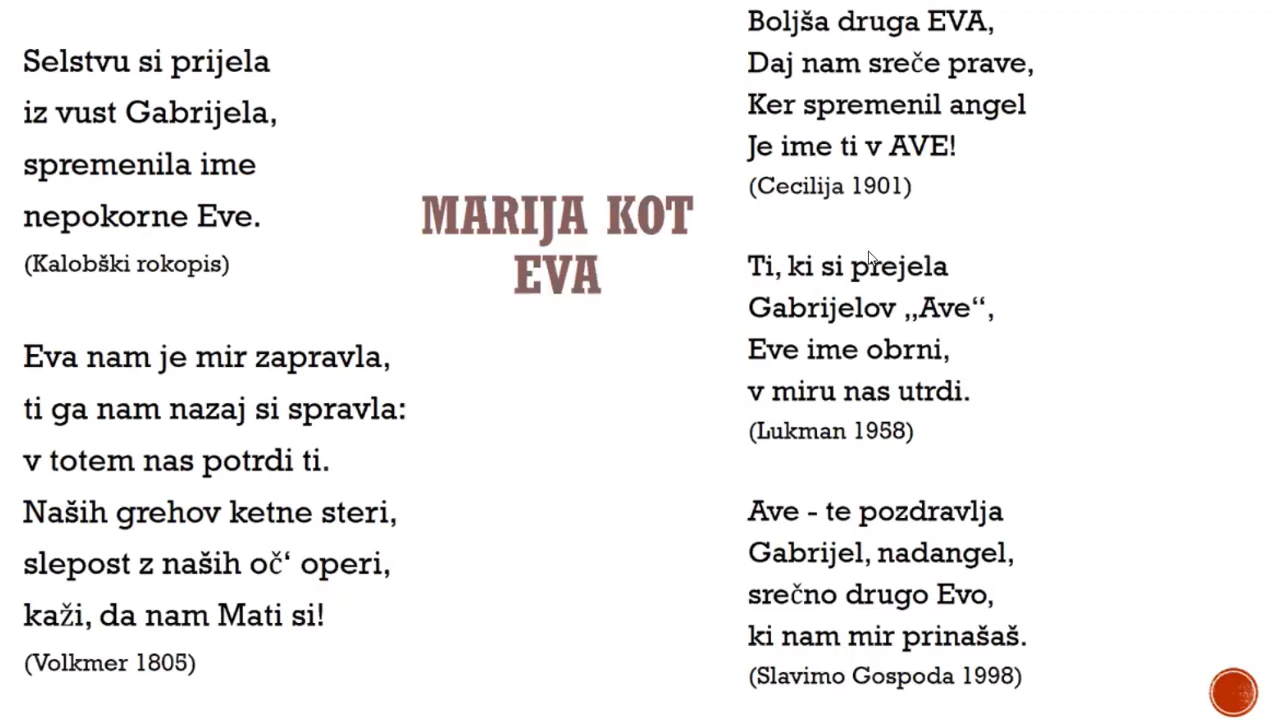 Selstvu si prijela
iz vust Gabrijela,
spremenila ime
nepokorne Eve.
(Kalobški rokopis)
Eva nam je mir zapravla,
ti ga nam nazaj si spravla:
v totem nas potrdi ti.
Naših grehov ketne steri,
slepost z naših oč‘ operi,
kaži, da nam Mati si!
(Volkmer 1805)
MARIJA KOT
EVA
Boljša druga EVA,
Daj nam sreče prave,
Ker spremenil angel
Je ime ti v AVE!
(Cecilija 1901)
Ti, ki si prejela
Gabrijelov „Ave“,
Eve ime obrni,
v miru nas utrdi.
(Lukman 1958)
Ave - te pozdravlja
Gabrijel, nadangel,
srečno drugo Evo,
ki nam mir prinašaš.
(Slavimo Gospoda 1998)